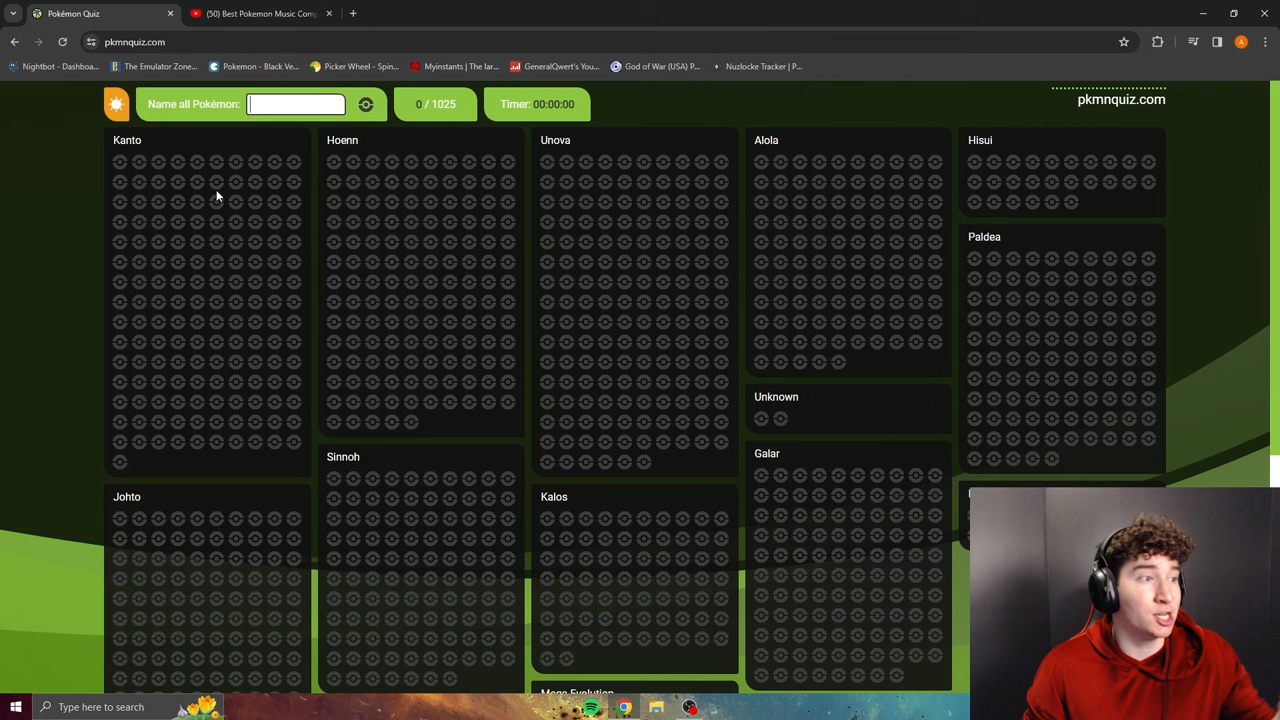 Pokémon Quiz
(50) Best Pokemon Music Comp
pkmnquiz.com
Nightbot - Dashboa...
The Emulator Zone...
Pokemon - Black Ve...
Picker Wheel - Spin...
Myinstants | The lar...
GeneralQwert's You...
God of War (USA) P...
Nuzlocke Tracker | P...
A
Name all Pokémon:
0 / 1025
Timer: 00:00:00
pkmnquiz.com
Kanto
Hoenn
Unova
Alola
Hisui
Paldea
Unknown
Galar
Sinnoh
Johto
Kalos
Type here to search